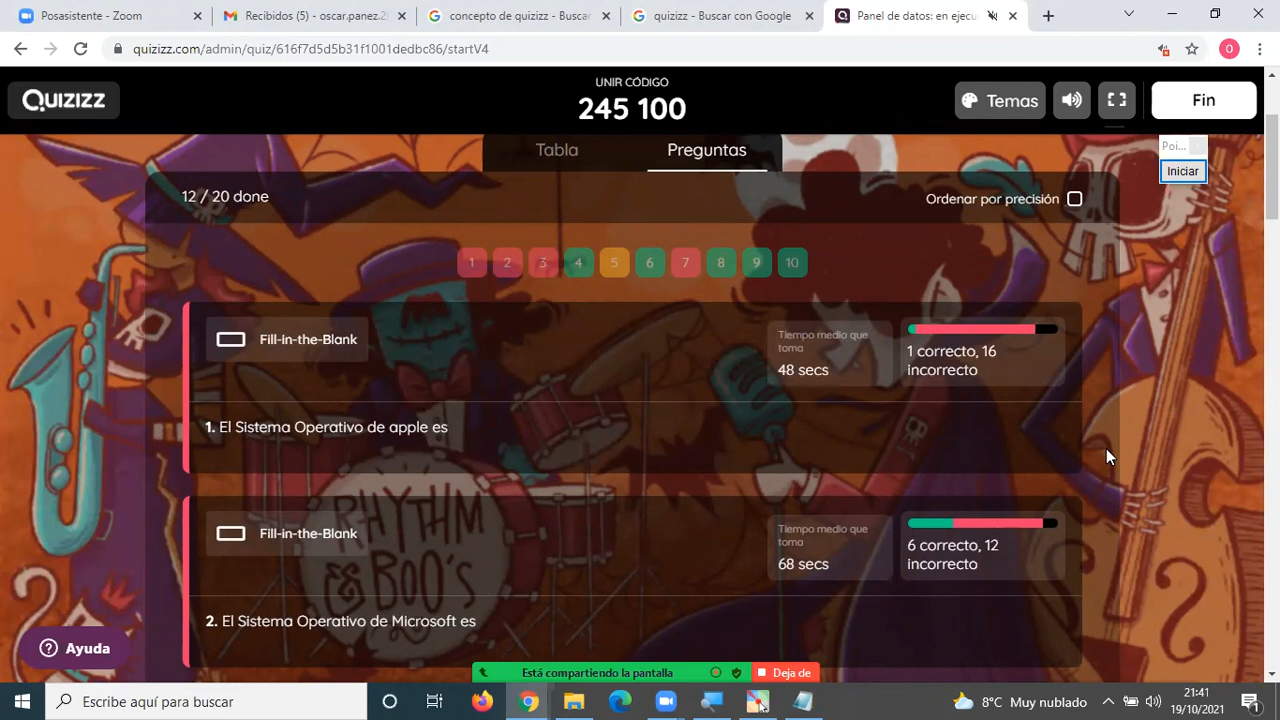 Posasistente - Zoom
Recibidos (5) - oscar.panez.2
concepto de quizizz - Buscar
quizizz - Buscar con Google
Panel de datos: en ejecu
quizizz.com/admin/quiz/616f7d5d5b31f1001dedbc86/startV4
O
QUIZIZZ
UNIR CÓDIGO
245 100
Temas
Fin
Poi...
Iniciar
Tabla
Preguntas
12 / 20 done
Ordenar por precisión
1 2 3 4 5 6 7 8 9 10
Fill-in-the-Blank
Tiempo medio que
toma
48 secs
1 correcto, 16
incorrecto
1. El Sistema Operativo de apple es
Fill-in-the-Blank
Tiempo medio que
toma
68 secs
6 correcto, 12
incorrecto
2. El Sistema Operativo de Microsoft es
RHYTHM
& BOO'S
Ayuda
Está compartiendo la pantalla
Deja de
Escribe aquí para buscar
8°C Muy nublado
21:41
19/10/2021
1